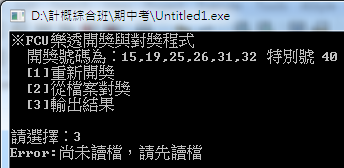 D:\計概綜合班\期中考\Untitled1.exe
※FCU樂透開獎與對獎程式
開獎號碼為：15,19,25,26,31,32 特別號 40
[1]重新開獎
[2]從檔案對獎
[3]輸出結果
請選擇：3
Error:尚未讀檔，請先讀檔